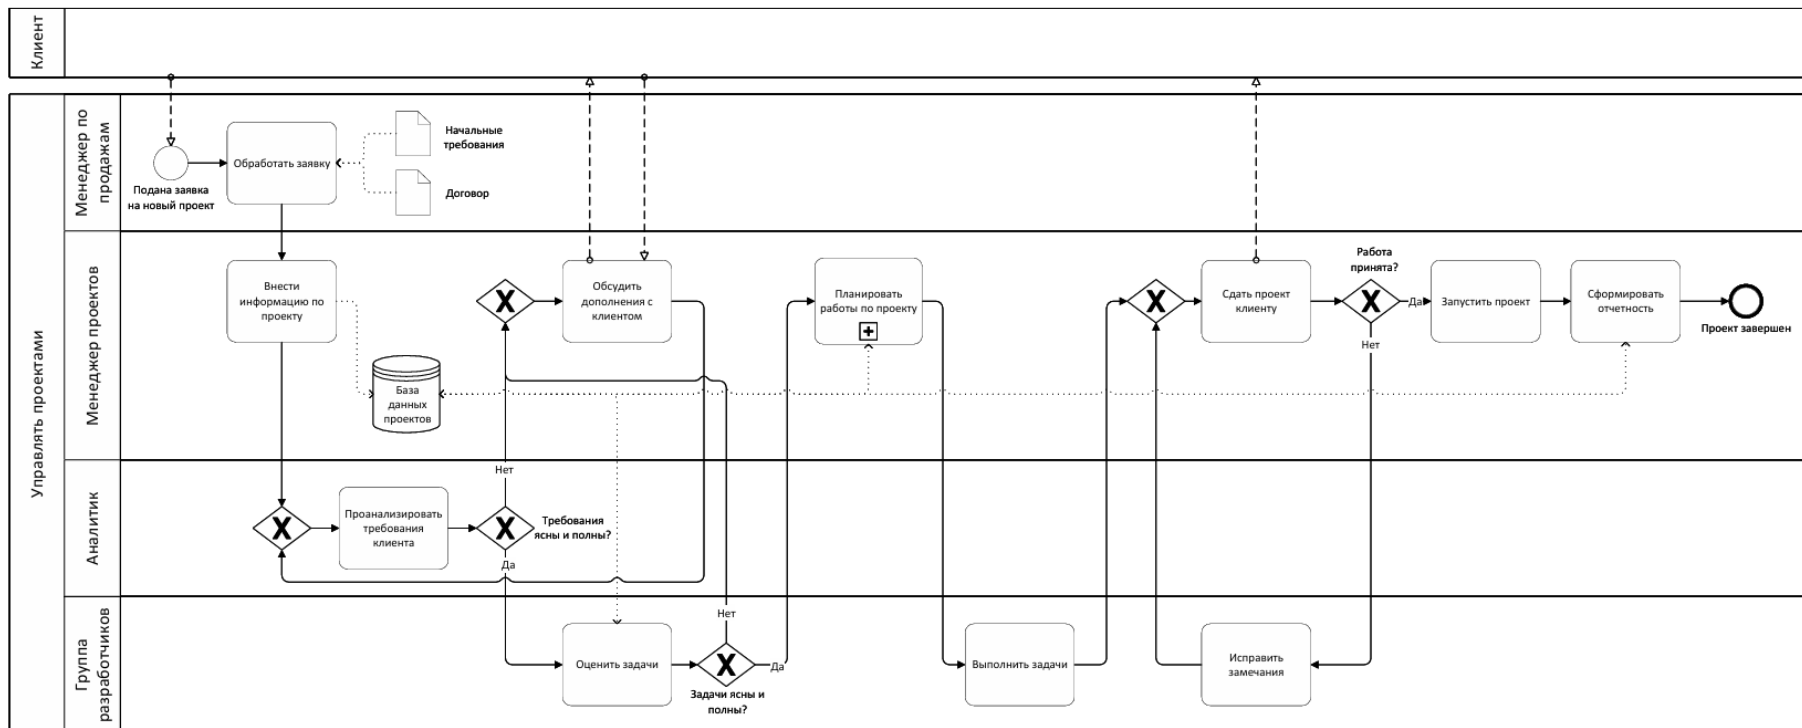 Клиент
Управлять проектами
Менеджер по
продажам
Подана заявка
на новый проект
Обработать заявку
Начальные
требования
Договор
Менеджер проектов
Внести
информацию по
проекту
База
данных
проектов
X
Обсудить
дополнения с
клиентом
Планировать
работы по проекту
X
Сдать проект
клиенту
Работа
принята?
X
Да
Нет
Запустить проект
Сформировать
отчетность
Проект завершен
Аналитик
X
Проанализировать
требования
клиента
X
Нет
Да
Требования
ясны и полны?
Группа
разработчиков
Оценить задачи
X
Нет
Да
Задачи ясны и
полны?
Выполнить задачи
Исправить
замечания